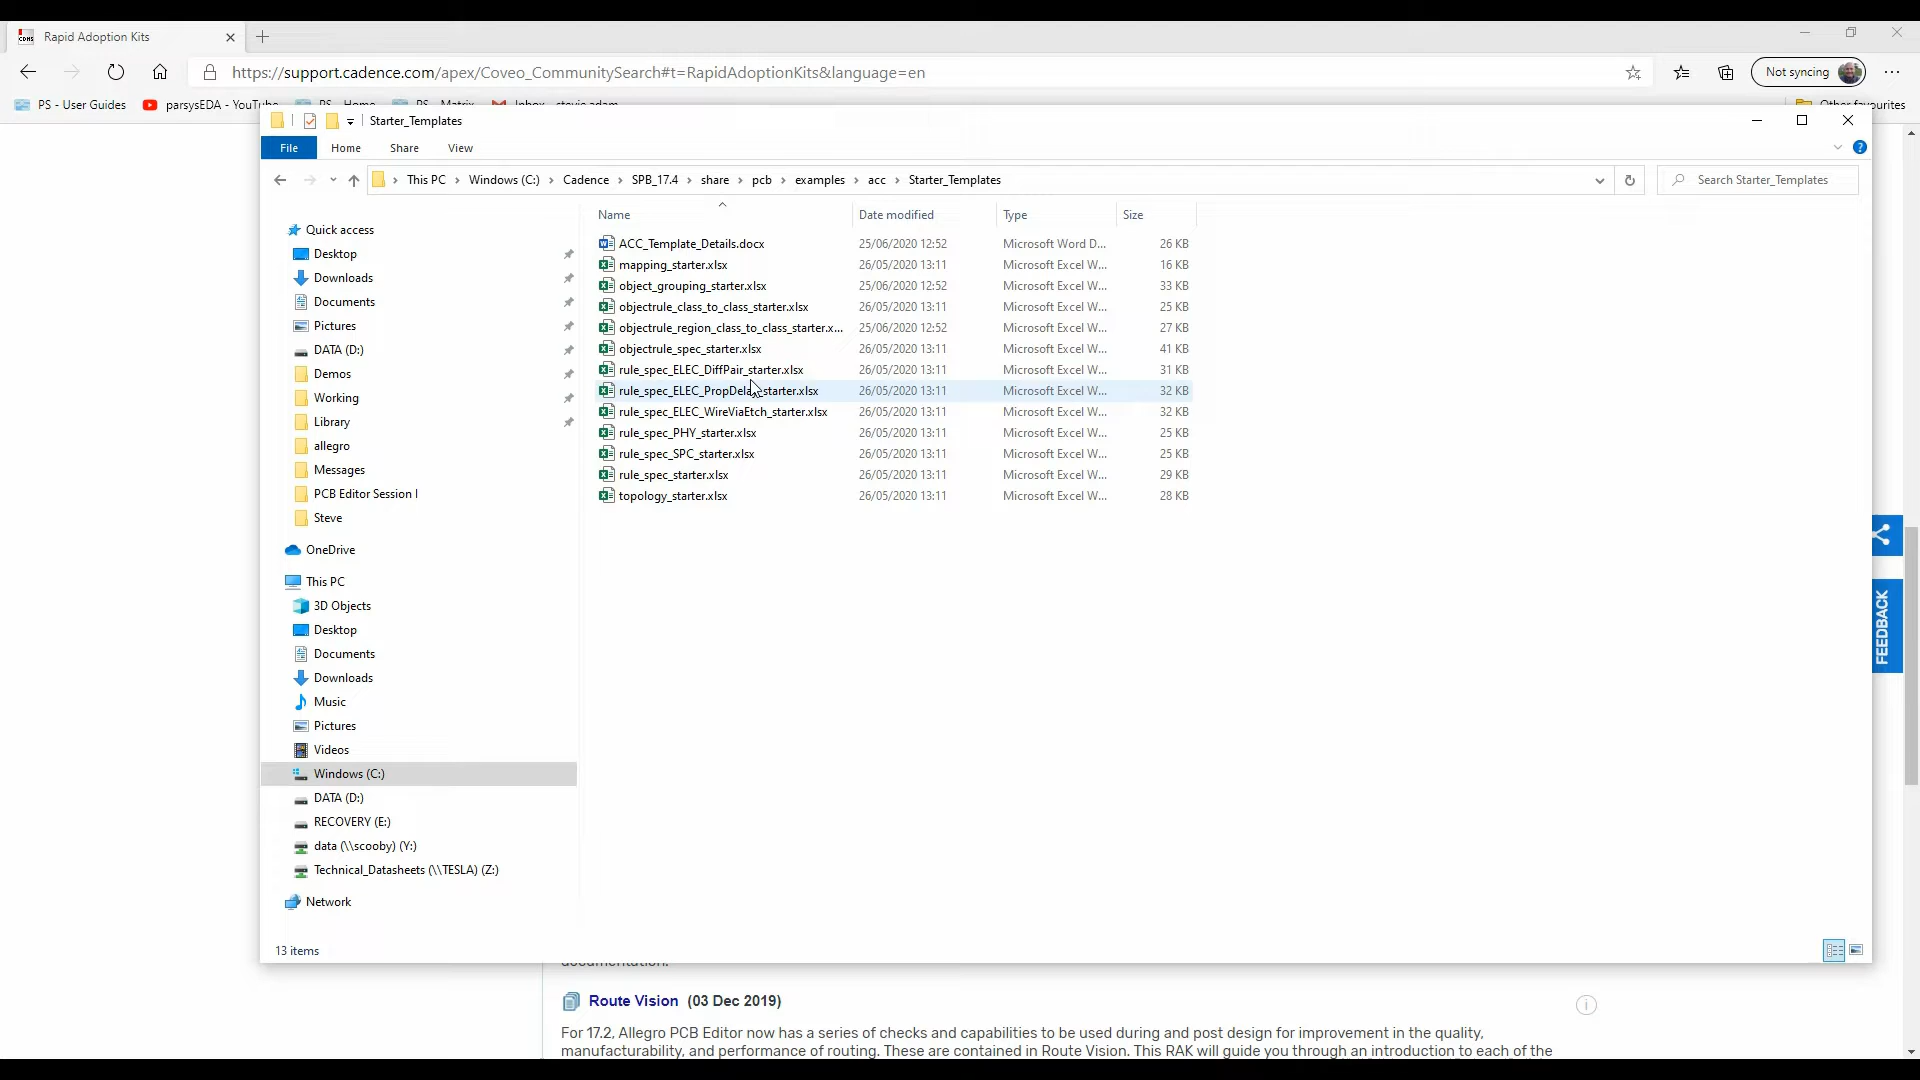 Rapid Adoption Kits
https://support.cadence.com/apex/Coveo_CommunitySearch#t=RapidAdoptionKits&language=en
Not syncing
PS - User Guides
parsysEDA - YouTube
PS - Home
PS - Matrix
Other favourites
Starter_Templates
File Home Share View
This PC > Windows (C:) > Cadence > SPB_17.4 > share > pcb > examples > acc > Starter_Templates
Search Starter_Templates
Name Date modified Type Size
ACC_Template_Details.docx 25/06/2020 12:52 Microsoft Word D... 26 KB
mapping_starter.xlsx 26/05/2020 13:11 Microsoft Excel W... 16 KB
object_grouping_starter.xlsx 25/06/2020 12:52 Microsoft Excel W... 33 KB
objectrule_class_to_class_starter.xlsx 26/05/2020 13:11 Microsoft Excel W... 25 KB
objectrule_region_class_to_class_starter.x... 25/06/2020 12:52 Microsoft Excel W... 27 KB
objectrule_spec_starter.xlsx 26/05/2020 13:11 Microsoft Excel W... 41 KB
rule_spec_ELEC_DiffPair_starter.xlsx 26/05/2020 13:11 Microsoft Excel W... 31 KB
rule_spec_ELEC_PropDelay_starter.xlsx 26/05/2020 13:11 Microsoft Excel W... 32 KB
rule_spec_ELEC_WireViaEtch_starter.xlsx 26/05/2020 13:11 Microsoft Excel W... 32 KB
rule_spec_PHY_starter.xlsx 26/05/2020 13:11 Microsoft Excel W... 25 KB
rule_spec_SPC_starter.xlsx 26/05/2020 13:11 Microsoft Excel W... 25 KB
rule_spec_starter.xlsx 26/05/2020 13:11 Microsoft Excel W... 29 KB
topology_starter.xlsx 26/05/2020 13:11 Microsoft Excel W... 28 KB
Quick access
Desktop
Downloads
Documents
Pictures
DATA (D:)
Demos
Working
Library
allegro
Messages
PCB Editor Session I
Steve
OneDrive
This PC
3D Objects
Desktop
Documents
Downloads
Music
Pictures
Videos
Windows (C:)
DATA (D:)
RECOVERY (E:)
data (\\scooby) (Y:)
Technical_Datasheets (\\TESLA) (Z:)
Network
13 items
FEEDBACK
documentation.
Route Vision (03 Dec 2019)
For 17.2, Allegro PCB Editor now has a series of checks and capabilities to be used during and post design for improvement in the quality,
manufacturability, and performance of routing. These are contained in Route Vision. This RAK will guide you through an introduction to each of the